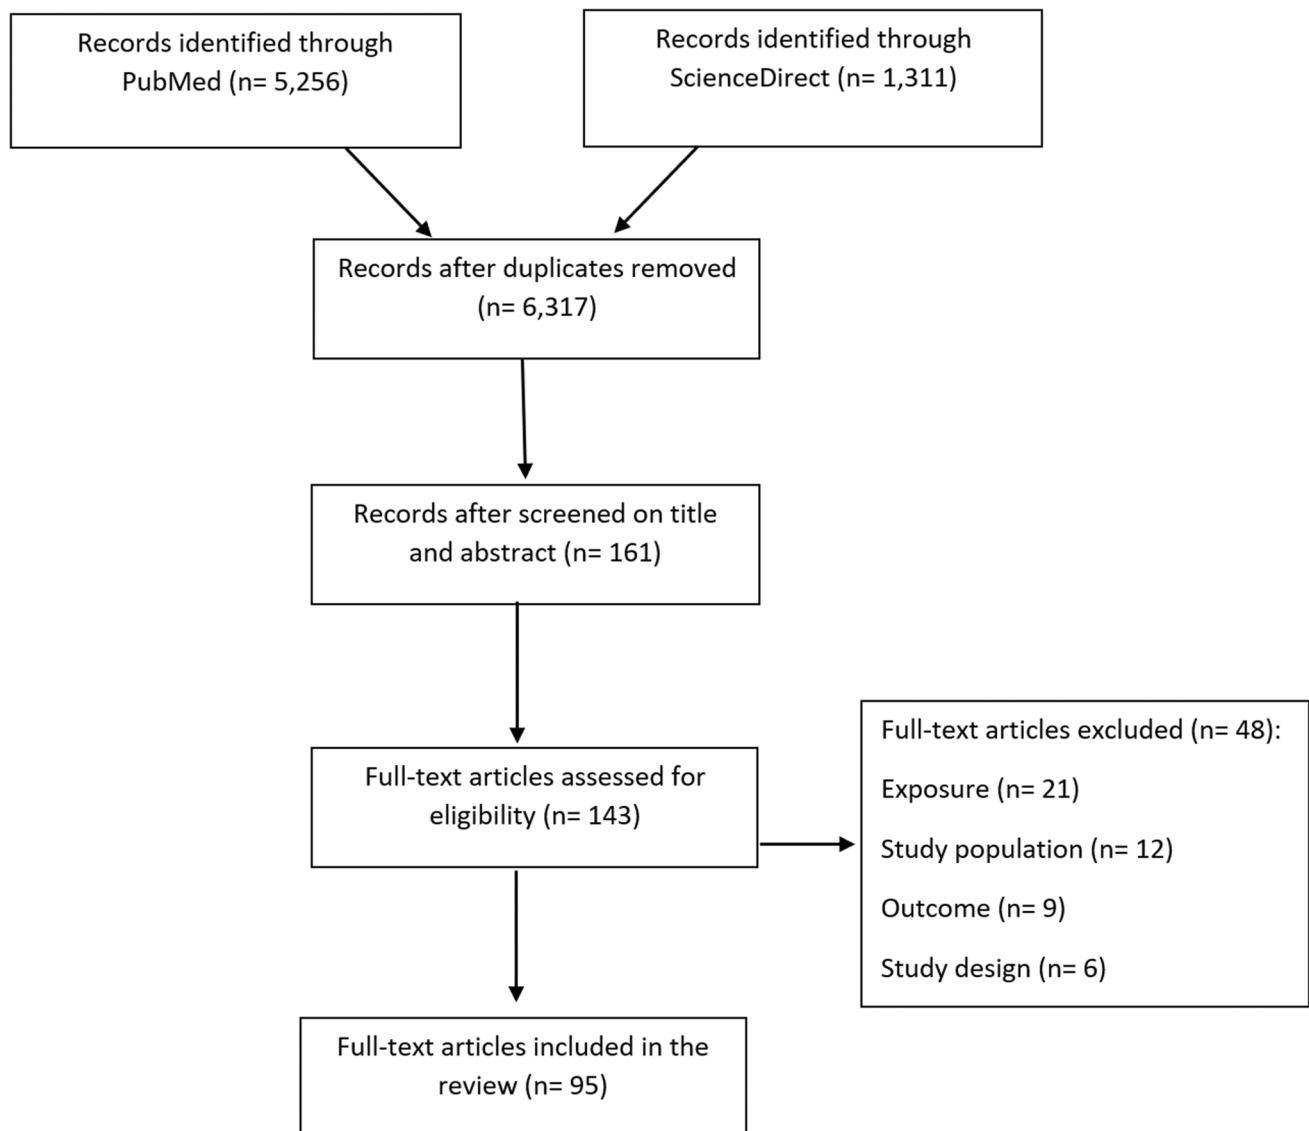 Records identified through
PubMed (n= 5,256)
Records identified through
ScienceDirect (n= 1,311)
Records after duplicates removed
(n= 6,317)
Records after screened on title
and abstract (n= 161)
Full-text articles assessed for
eligibility (n= 143)
Full-text articles excluded (n= 48):
Exposure (n= 21)
Study population (n= 12)
Outcome (n= 9)
Study design (n= 6)
Full-text articles included in the
review (n= 95)